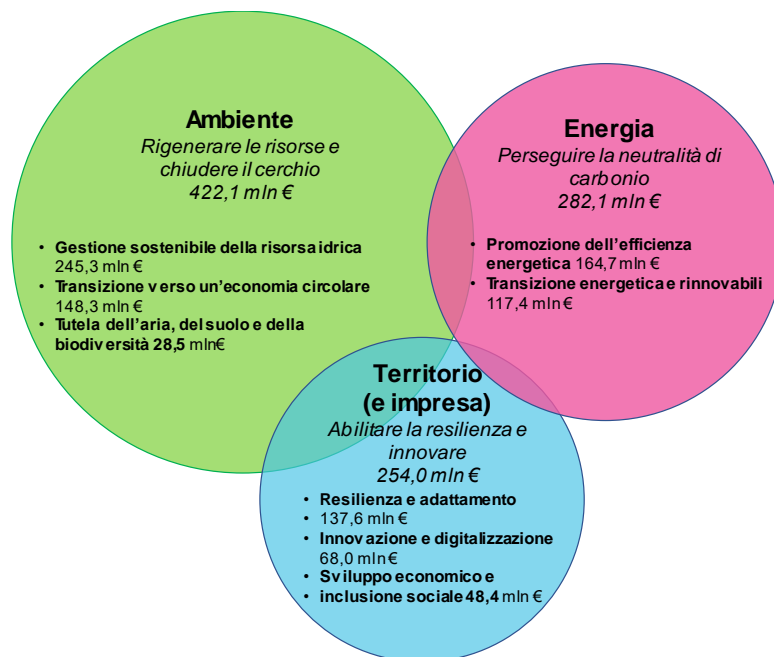 Ambiente
Rigenerare le risorse e
chiudere il cerchio
422,1 mln €
• Gestione sostenibile della risorsa idrica
245,3 mln €
• Transizione verso un'economia circolare
148,3 mln €
• Tutela dell'aria, del suolo e della
biodiversità 28,5 mln€
Energia
Perseguire la neutralità di
carbonio
282,1 mln €
• Promozione dell'efficienza
energetica 164,7 mln €
• Transizione energetica e rinnovabili
117,4 mln €
Territorio
(e impresa)
Abilitare la resilienza e
innovare
254,0 mln €
• Resilienza e adattamento
• 137,6 mln €
• Innovazione e digitalizzazione
68,0 mln €
• Sviluppo economico e
• inclusione sociale 48,4 mln €